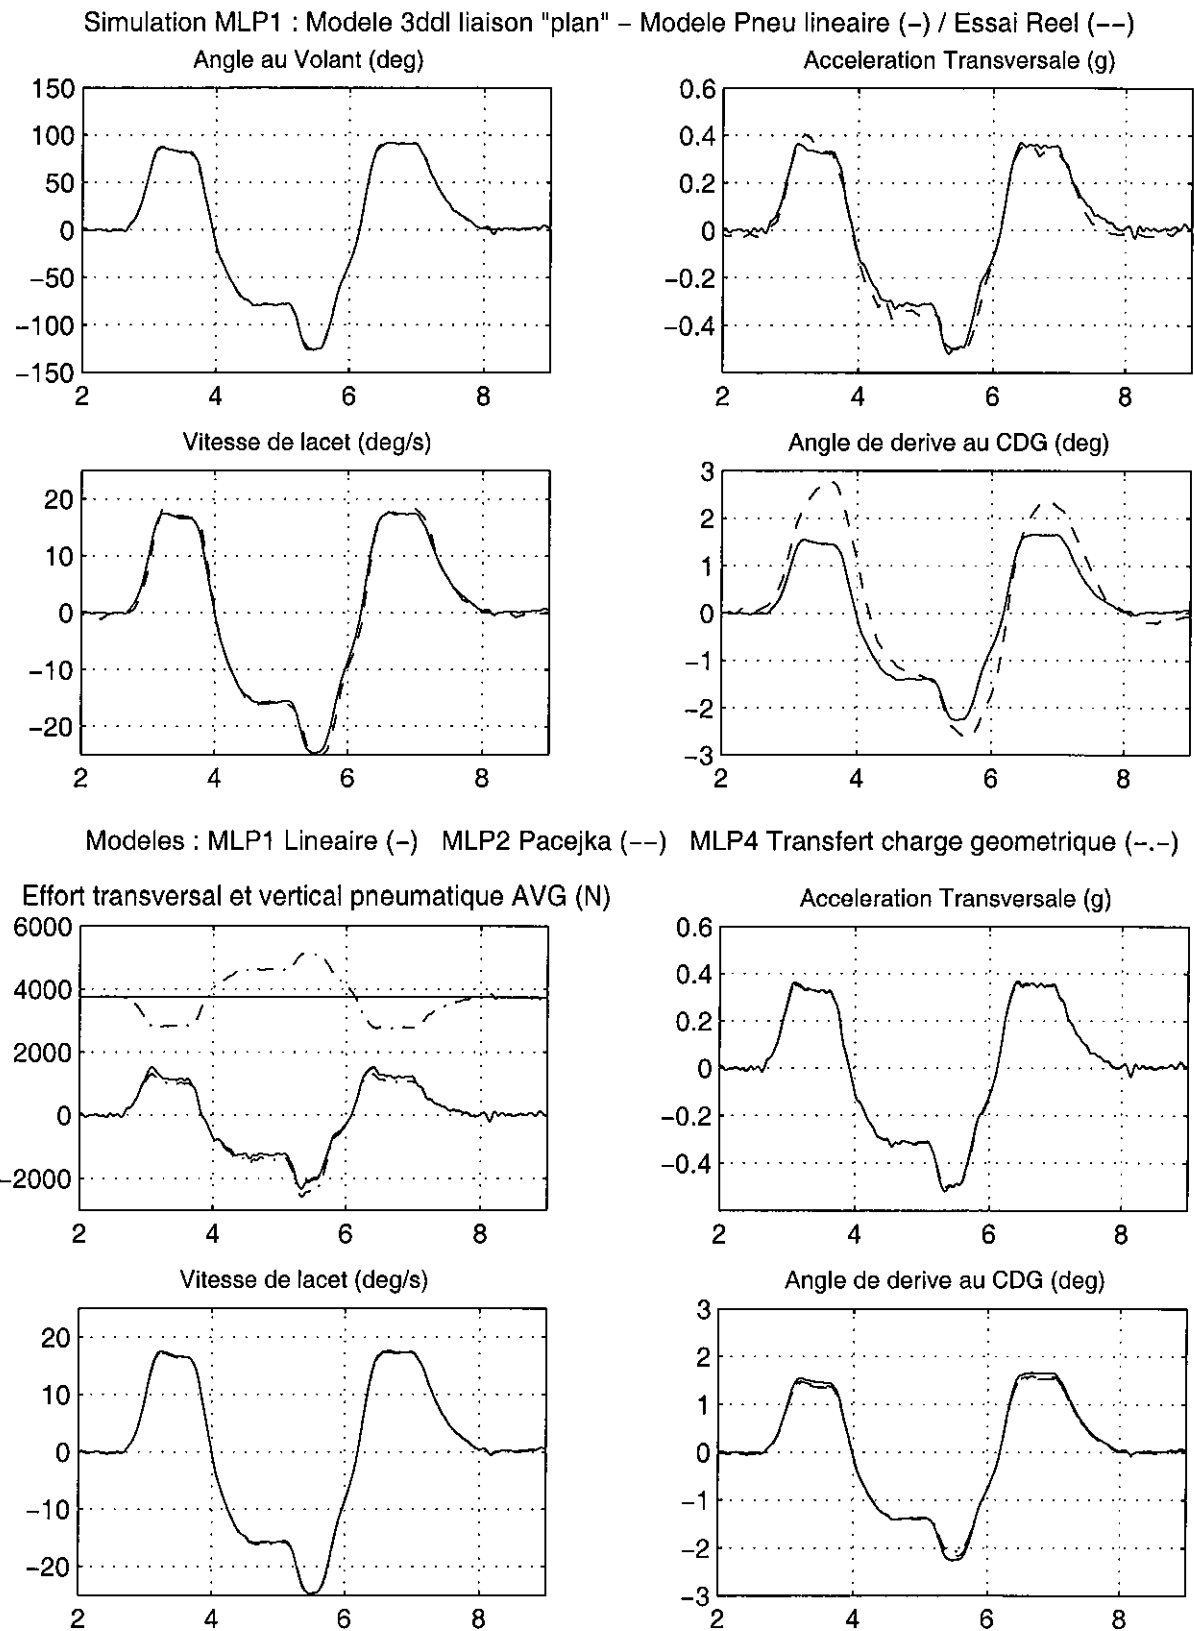 Simulation MLP1 : Modele 3ddl liaison "plan" – Modele Pneu lineaire (–) / Essai Reel (––)
Angle au Volant (deg)
150
100
50
0
−50
−100
−150
2 4 6 8
Acceleration Transversale (g)
0.6
0.4
0.2
0
−0.2
−0.4
2 4 6 8
Vitesse de lacet (deg/s)
20
10
0
−10
−20
2 4 6 8
Angle de derive au CDG (deg)
3
2
1
0
−1
−2
−3
2 4 6 8
Modeles : MLP1 Lineaire (–) MLP2 Pacejka (––) MLP4 Transfert charge geometrique (–.–)
Effort transversal et vertical pneumatique AVG (N)
6000
4000
2000
0
−2000
2 4 6 8
Acceleration Transversale (g)
0.6
0.4
0.2
0
−0.2
−0.4
2 4 6 8
Vitesse de lacet (deg/s)
20
10
0
−10
−20
2 4 6 8
Angle de derive au CDG (deg)
3
2
1
0
−1
−2
−3
2 4 6 8